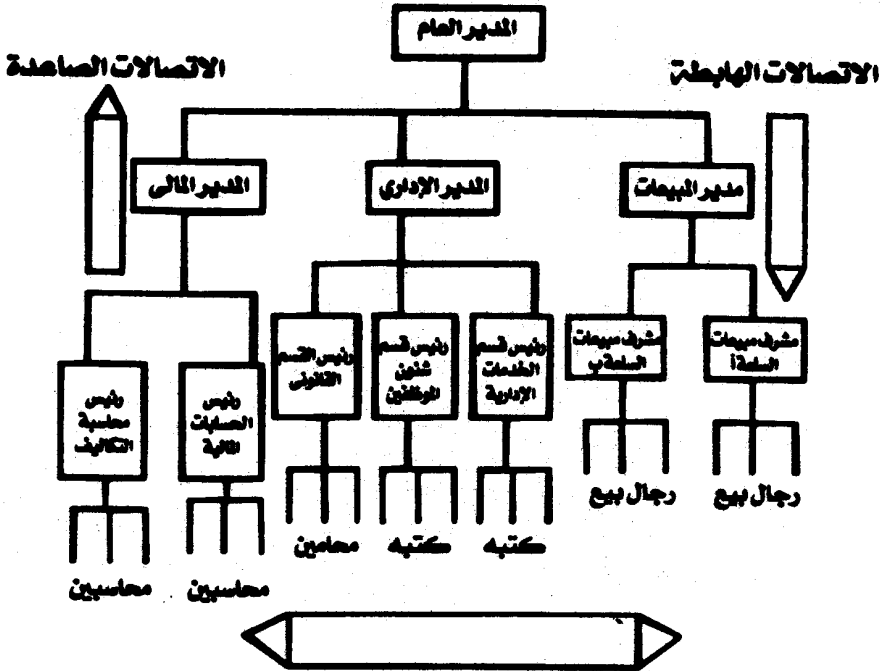 المدير العام
الاتصالات الهابطة
الاتصالات الصاعدة
مدير المبيعات
المدير الإداري
المدير المالى
مشرف مبيعات
السلعة أ
مشرف مبيعات
السلعة ب
رئيس قسم
الخدمات
الإدارية
رئيس قسم
شئون
الموظفين
رئيس القسم
القانونى
رئيس
الحسابات
المالية
رئيس
محاسبة
التكاليف
رجال بيع
رجال بيع
كتبه
كتبه
محامين
محاسبين
محاسبين